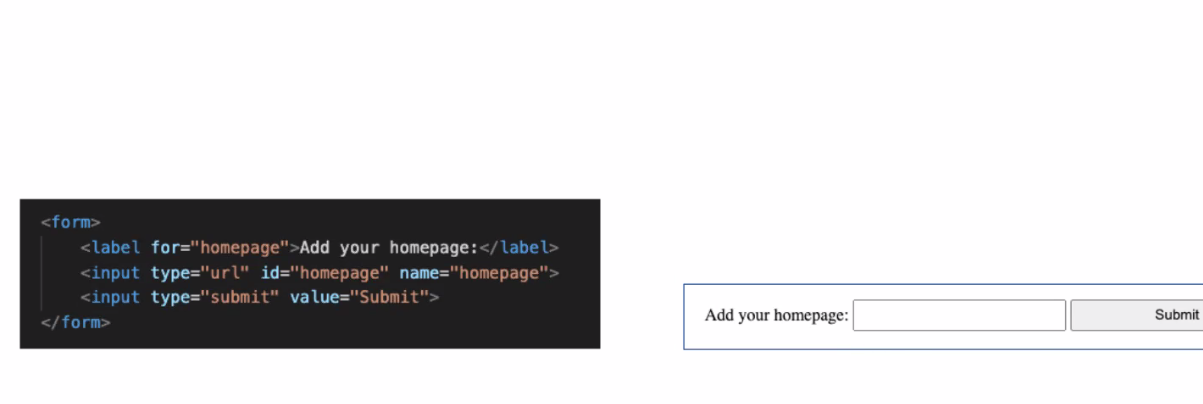 <form>
<label for="homepage">Add your homepage:</label>
<input type="url" id="homepage" name="homepage">
<input type="submit" value="Submit">
</form>
Add your homepage: Submit